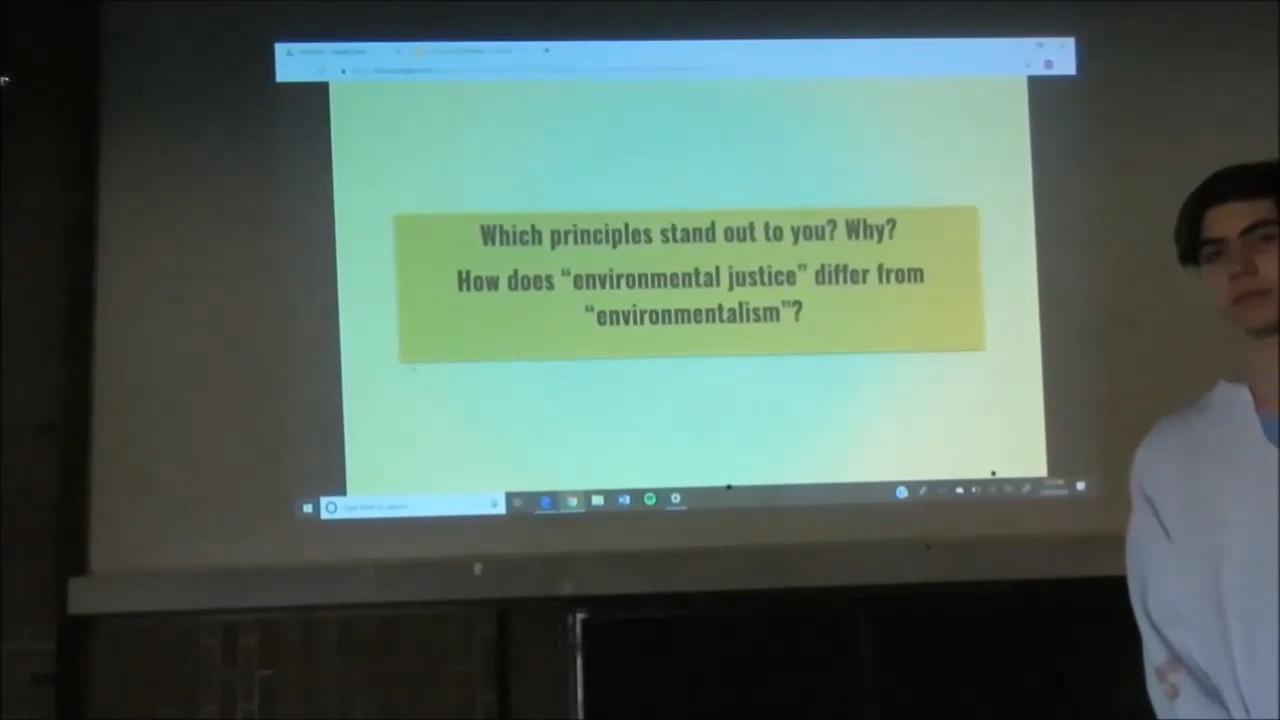 Which principles stand out to you? Why?
How does “environmental justice” differ from
“environmentalism”?